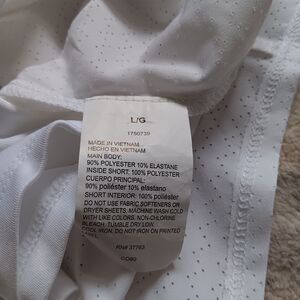 L/G
1750739
MADE IN VIETNAM
HECHO EN VIETNAM
MAIN BODY:
90% POLYESTER 10% ELASTANE
INSIDE SHORT: 100% POLYESTER
CUERPO PRINCIPAL:
90% poliéster 10% elastano
SHORT INTERIOR: 100% poliéster
DO NOT USE FABRIC SOFTENERS OR
DRYER SHEETS, MACHINE WASH COLD
WITH LIKE COLORS, NON-CHLORINE
BLEACH, TUMBLE DRY LOW,
COOL IRON, DO NOT IRON ON PRINTED
RN# 37763